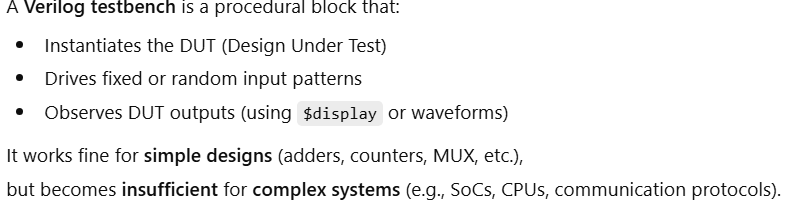 A Verilog testbench is a procedural block that:
• Instantiates the DUT (Design Under Test)
• Drives fixed or random input patterns
• Observes DUT outputs (using $display or waveforms)
It works fine for simple designs (adders, counters, MUX, etc.),
but becomes insufficient for complex systems (e.g., SoCs, CPUs, communication protocols).